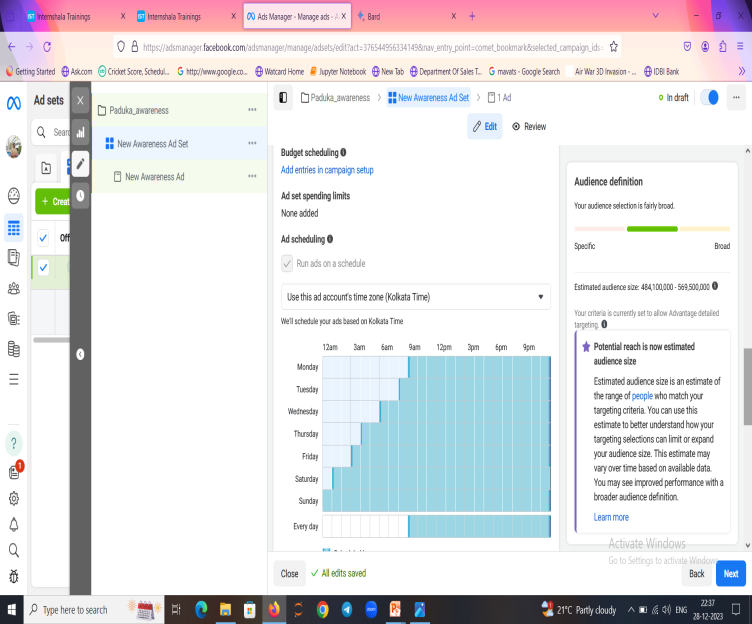 Internshala Trainings
Internshala Trainings
Ads Manager - Manage ads - A
Bard
https://adsmanager.facebook.com/adsmanager/manage/adsets/edit?act=376544956334149&nav_entry_point=comet_bookmark&selected_campaign_ids=
Getting Started
Ask.com
Cricket Score, Schedul...
http://www.google.co...
Watcard Home
Jupyter Notebook
New Tab
Department Of Sales T...
mavats - Google Search
Air War 3D Invasion - ...
IDBI Bank
Ad sets
Paduka_awareness
New Awareness Ad Set
New Awareness Ad
+ Creat
Off
Paduka_awareness > New Awareness Ad Set > 1 Ad
In draft
Edit
Review
Budget scheduling
Add entries in campaign setup
Ad set spending limits
None added
Ad scheduling
Run ads on a schedule
Use this ad account's time zone (Kolkata Time)
We'll schedule your ads based on Kolkata Time
12am 3am 6am 9am 12pm 3pm 6pm 9pm
Monday
Tuesday
Wednesday
Thursday
Friday
Saturday
Sunday
Every day
Audience definition
Your audience selection is fairly broad.
Specific
Broad
Estimated audience size: 484,100,000 - 569,500,000
Your criteria is currently set to allow Advantage detailed
targeting.
Potential reach is now estimated
audience size
Estimated audience size is an estimate of
the range of people who match your
targeting criteria. You can use this
estimate to better understand how your
targeting selections can limit or expand
your audience size. This estimate may
vary over time based on available data.
You may see improved performance with a
broader audience definition.
Learn more
Activate Windows
Go to Settings to activate Windows.
Close
All edits saved
Back
Next
Type here to search
21°C Partly cloudy
ENG
22:37
28-12-2023
1